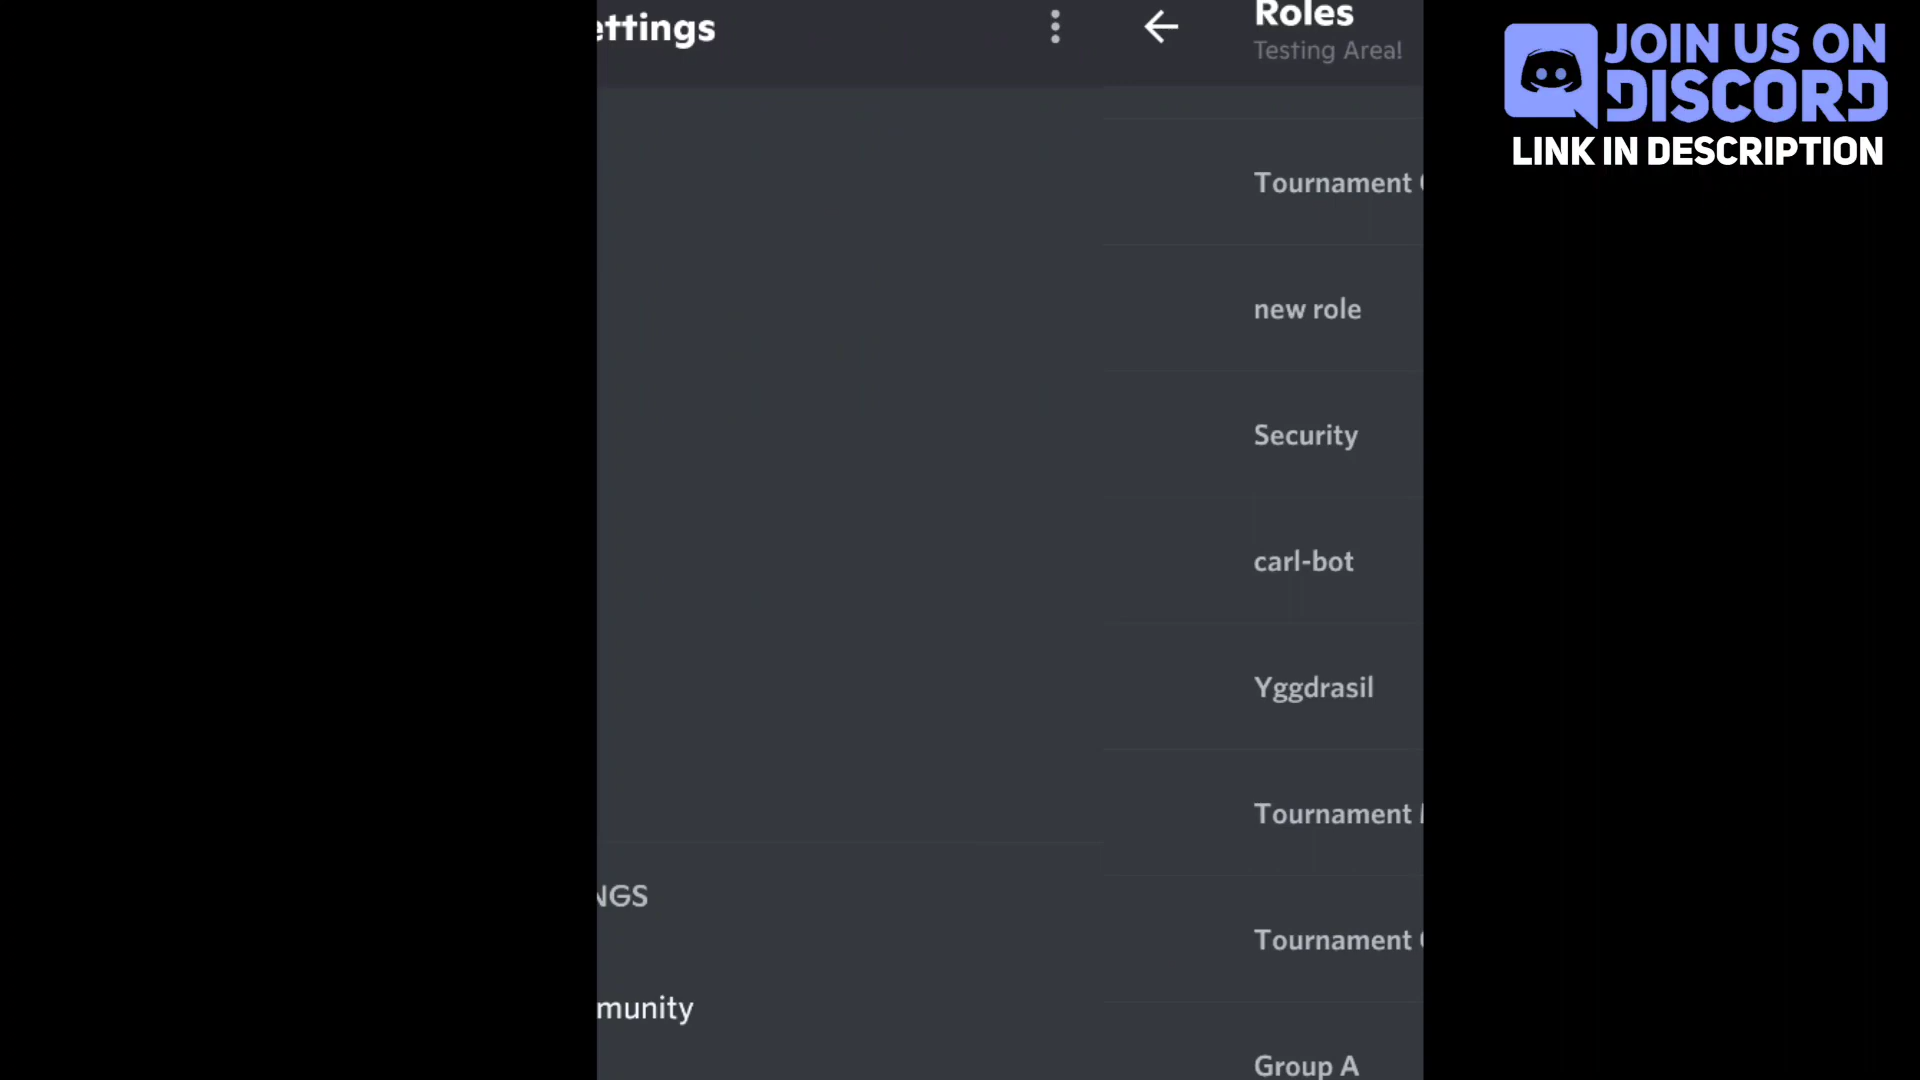 ettings
Roles
Testing Area!
Tournament
new role
Security
carl-bot
Yggdrasil
Tournament
Tournament
Group A
NGS
munity
JOIN US ON
DISCORD
LINK IN DESCRIPTION